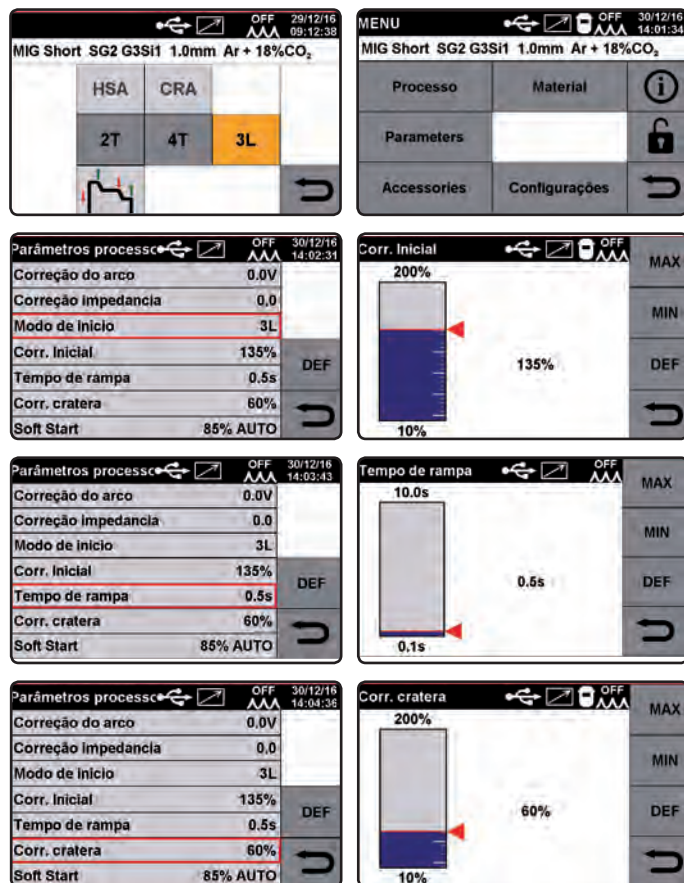 OFF 29/12/16
09:12:38
MIG Short SG2 G3Si1 1.0mm Ar + 18%CO₂
HSA CRA
2T 4T 3L
MENU OFF 30/12/16
14:01:34
MIG Short SG2 G3Si1 1.0mm Ar + 18%CO₂
Processo Material
Parameters
Accessories Configurações
Parâmetros processo OFF 30/12/16
14:02:31
Correção do arco 0.0V
Correção impedancia 0.0
Modo de inicio 3L
Corr. Inicial 135%
DEF
Tempo de rampa 0.5s
Corr. cratera 60%
Soft Start 85% AUTO
Corr. Inicial OFF
MAX
200%
MIN
135% DEF
10%
Parâmetros processo OFF 30/12/16
14:03:43
Correção do arco 0.0V
Correção impedancia 0.0
Modo de inicio 3L
Corr. Inicial 135%
DEF
Tempo de rampa 0.5s
Corr. cratera 60%
Soft Start 85% AUTO
Tempo de rampa OFF
MAX
10.0s
MIN
0.5s DEF
0.1s
Parâmetros processo OFF 30/12/16
14:04:36
Correção do arco 0.0V
Correção impedancia 0.0
Modo de inicio 3L
Corr. Inicial 135%
DEF
Tempo de rampa 0.5s
Corr. cratera 60%
Soft Start 85% AUTO
Corr. cratera OFF
MAX
200%
MIN
60% DEF
10%